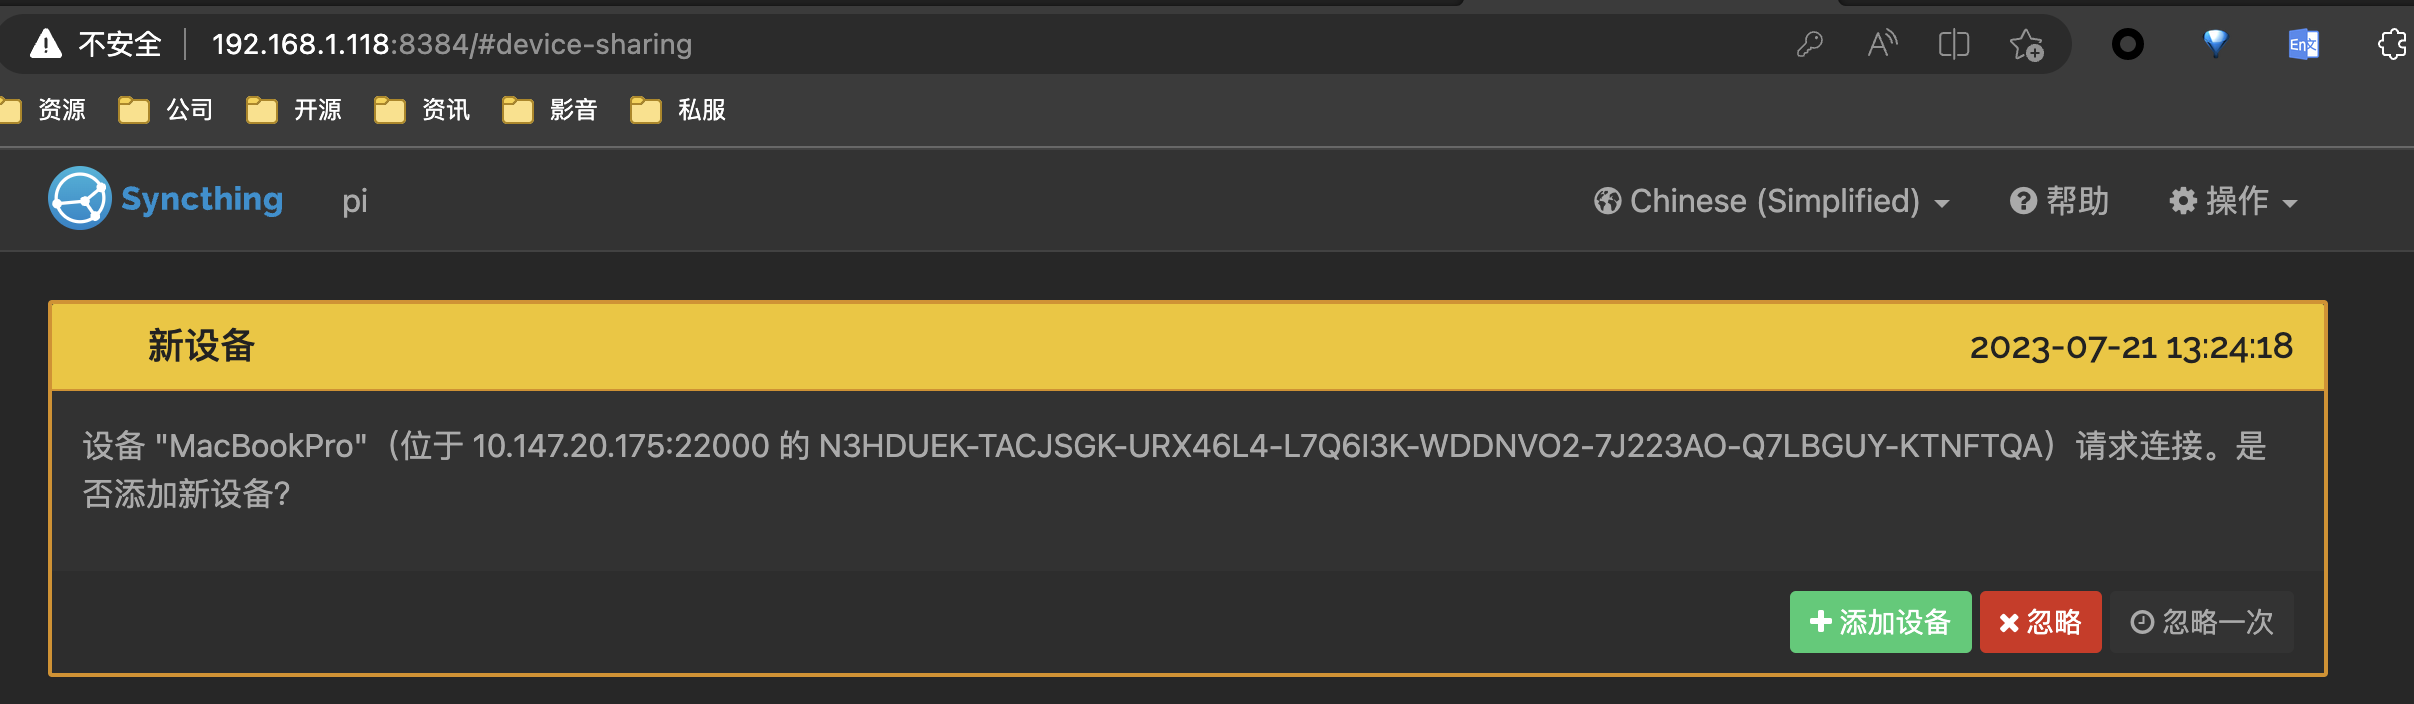 不安全 192.168.1.118:8384/#device-sharing
资源 公司 开源 资讯 影音 私服
Syncthing pi Chinese (Simplified) 帮助 操作
新设备 2023-07-21 13:24:18
设备 "MacBookPro"（位于 10.147.20.175:22000 的 N3HDUEK-TACJSGK-URX46L4-L7Q6I3K-WDDNVO2-7J223AO-Q7LBGUY-KTNFTQA）请求连接。是
否添加新设备?
添加设备 忽略 忽略一次